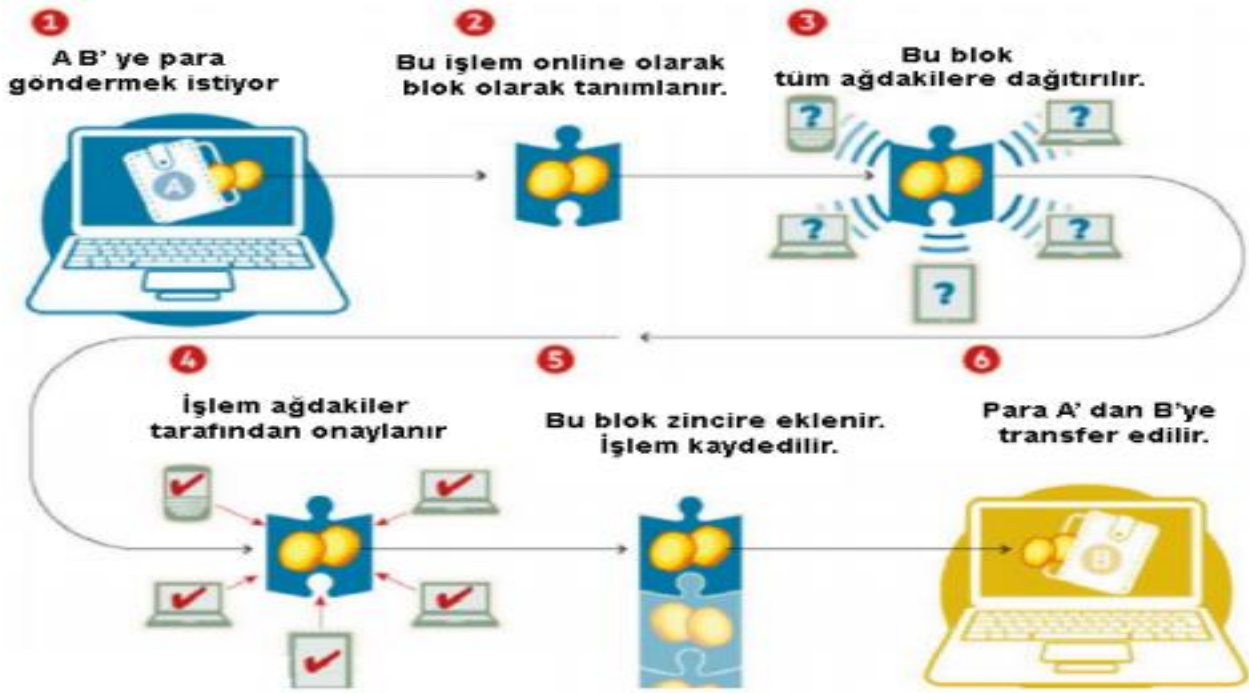 1
A B' ye para
göndermek istiyor
2
Bu işlem online olarak
blok olarak tanımlanır.
3
Bu blok
tüm ağdakilere dağıtırılır.
A
?
?
?
?
?
4
İşlem ağdakiler
tarafından onaylanır
5
Bu blok zincire eklenir.
İşlem kaydedilir.
6
Para A' dan B'ye
transfer edilir.
B